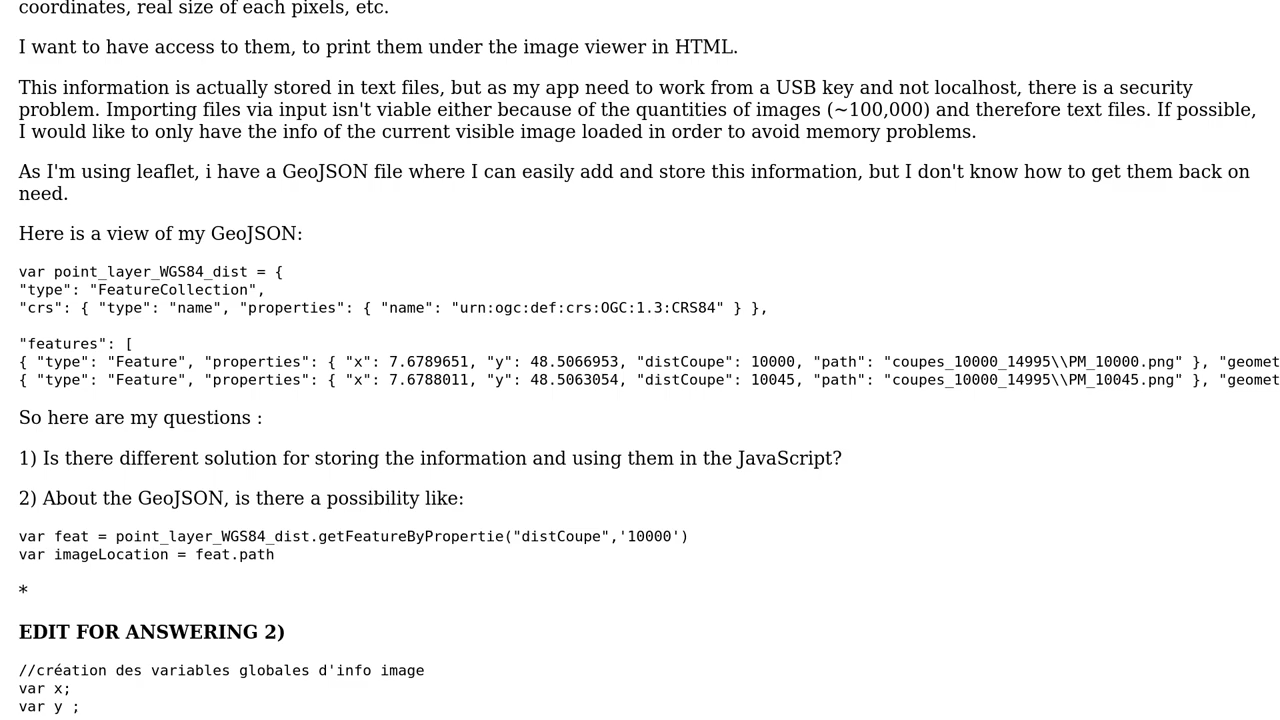 coordinates, real size of each pixels, etc.
I want to have access to them, to print them under the image viewer in HTML.
This information is actually stored in text files, but as my app need to work from a USB key and not localhost, there is a security
problem. Importing files via input isn't viable either because of the quantities of images (~100,000) and therefore text files. If possible,
I would like to only have the info of the current visible image loaded in order to avoid memory problems.
As I'm using leaflet, i have a GeoJSON file where I can easily add and store this information, but I don't know how to get them back on
need.
Here is a view of my GeoJSON:
var point_layer_WGS84_dist = {
"type": "FeatureCollection",
"crs": { "type": "name", "properties": { "name": "urn:ogc:def:crs:OGC:1.3:CRS84" } },
"features": [
{ "type": "Feature", "properties": { "x": 7.6789651, "y": 48.5066953, "distCoupe": 10000, "path": "coupes_10000_14995\\PM_10000.png" }, "geomet
{ "type": "Feature", "properties": { "x": 7.6788011, "y": 48.5063054, "distCoupe": 10045, "path": "coupes_10000_14995\\PM_10045.png" }, "geomet
So here are my questions :
1) Is there different solution for storing the information and using them in the JavaScript?
2) About the GeoJSON, is there a possibility like:
var feat = point_layer_WGS84_dist.getFeatureByPropertie("distCoupe",'10000')
var imageLocation = feat.path
*
EDIT FOR ANSWERING 2)
//création des variables globales d'info image
var x;
var y ;